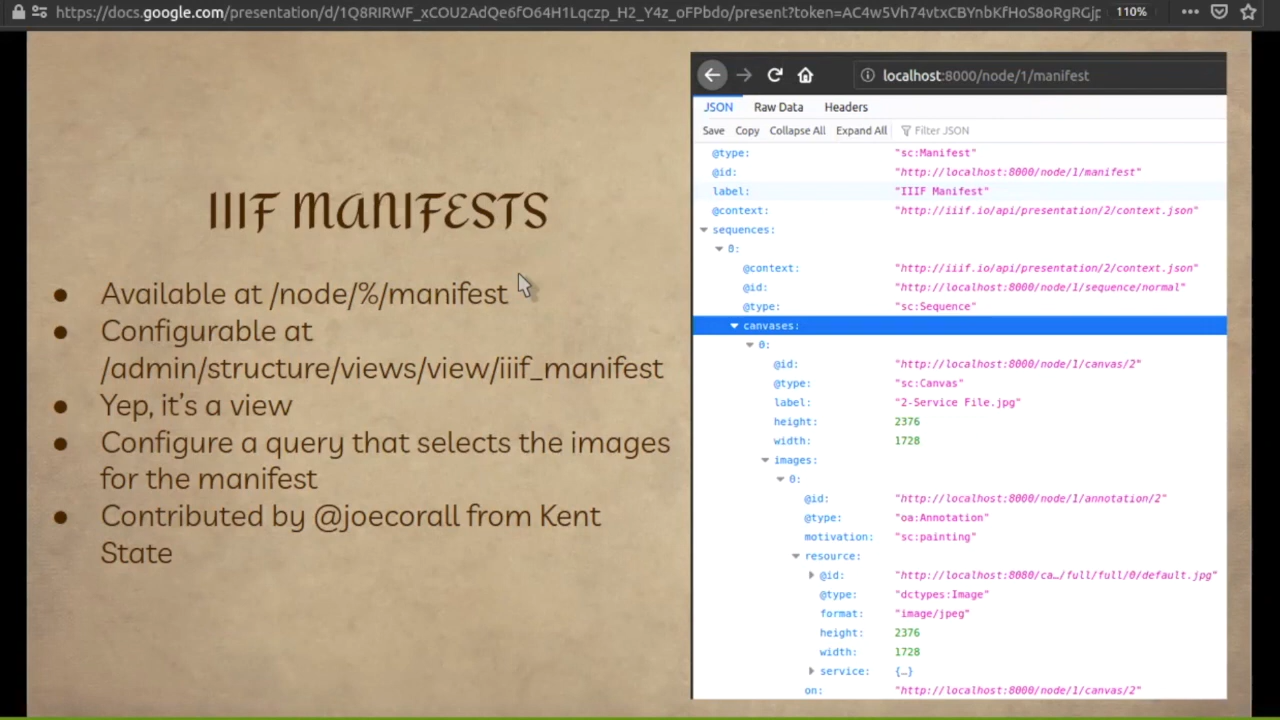 https://docs.google.com/presentation/d/1Q8RIRWF_xCOU2AdQe6fO64H1Lqczp_H2_Y4z_oFPbdo/present?token=AC4w5Vh74vtxCBYnbKfHoS8oRgRGjp 110%
localhost:8000/node/1/manifest
JSON Raw Data Headers
Save Copy Collapse All Expand All Filter JSON
IIIF MANIFESTS
● Available at /node/%/manifest
● Configurable at
/admin/structure/views/view/iiif_manifest
● Yep, it's a view
● Configure a query that selects the images
for the manifest
● Contributed by @joecorall from Kent
State
@type: "sc:Manifest"
@id: "http://localhost:8000/node/1/manifest"
label: "IIIF Manifest"
@context: "http://iiif.io/api/presentation/2/context.json"
sequences:
0:
@context: "http://iiif.io/api/presentation/2/context.json"
@id: "http://localhost:8000/node/1/sequence/normal"
@type: "sc:Sequence"
canvases:
0:
@id: "http://localhost:8000/node/1/canvas/2"
@type: "sc:Canvas"
label: "2-Service File.jpg"
height: 2376
width: 1728
images:
0:
@id: "http://localhost:8000/node/1/annotation/2"
@type: "oa:Annotation"
motivation: "sc:painting"
resource:
@id: "http://localhost:8080/ca…/full/full/0/default.jpg"
@type: "dctypes:Image"
format: "image/jpeg"
height: 2376
width: 1728
service: {…}
on: "http://localhost:8000/node/1/canvas/2"